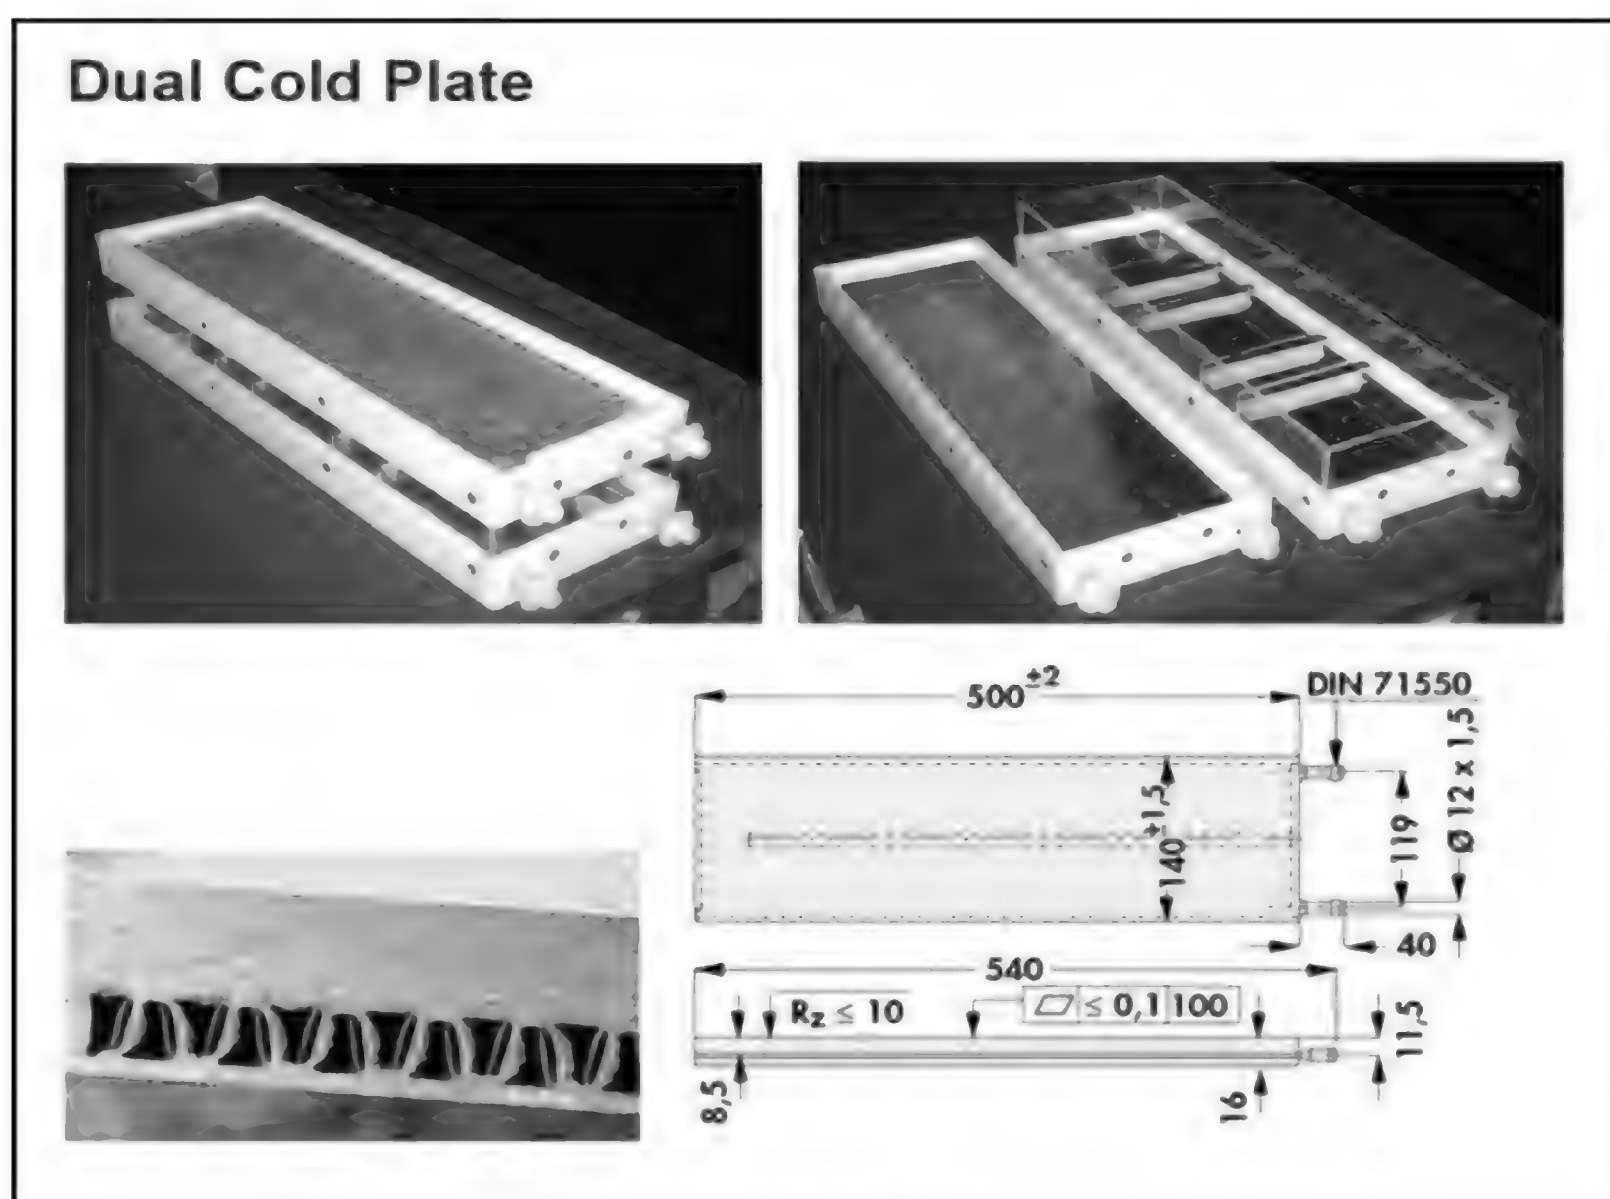 Dual Cold Plate
500±2
DIN 71550
140±1,5
119
Ø 12 x 1,5
40
540
Rz ≤ 10
⏥ ≤ 0,1 100
11,5
8,5
16